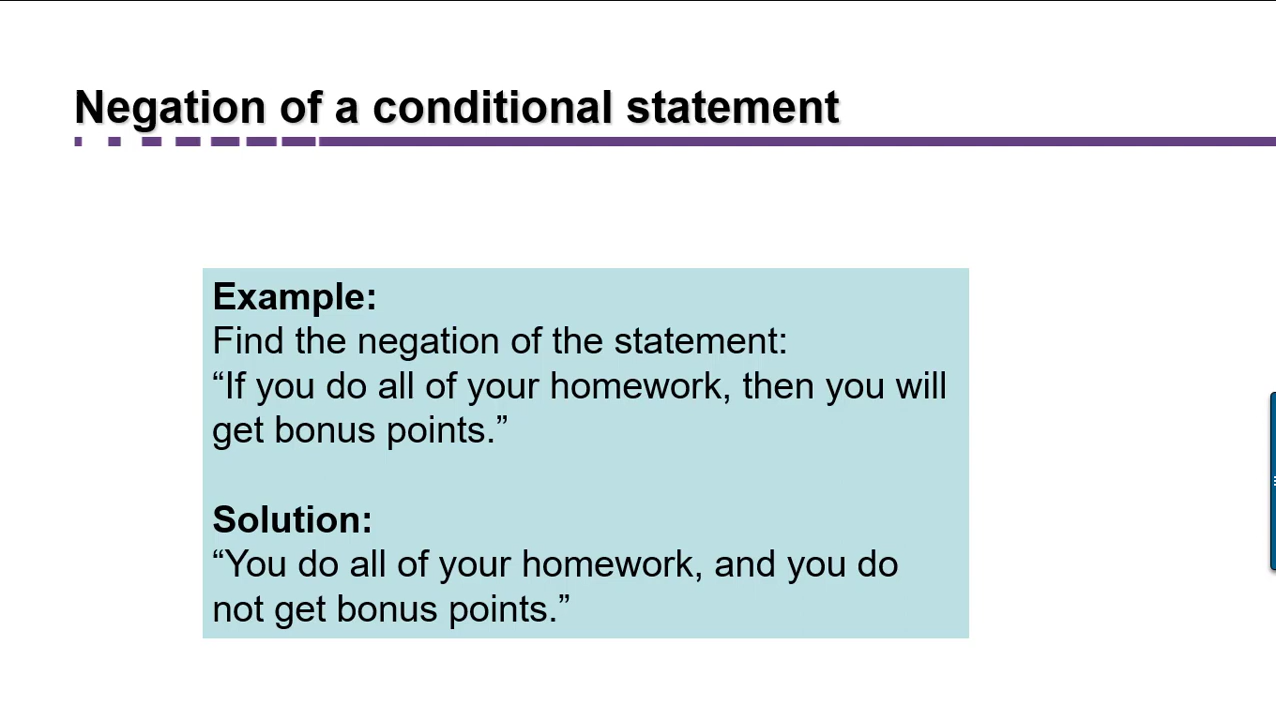 Negation of a conditional statement
Example:
Find the negation of the statement:
“If you do all of your homework, then you will
get bonus points.”
Solution:
“You do all of your homework, and you do
not get bonus points.”